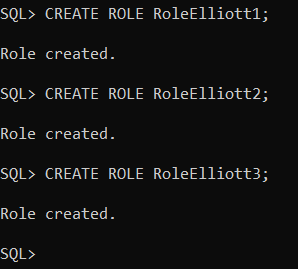 SQL> CREATE ROLE RoleElliott1;
Role created.
SQL> CREATE ROLE RoleElliott2;
Role created.
SQL> CREATE ROLE RoleElliott3;
Role created.
SQL>